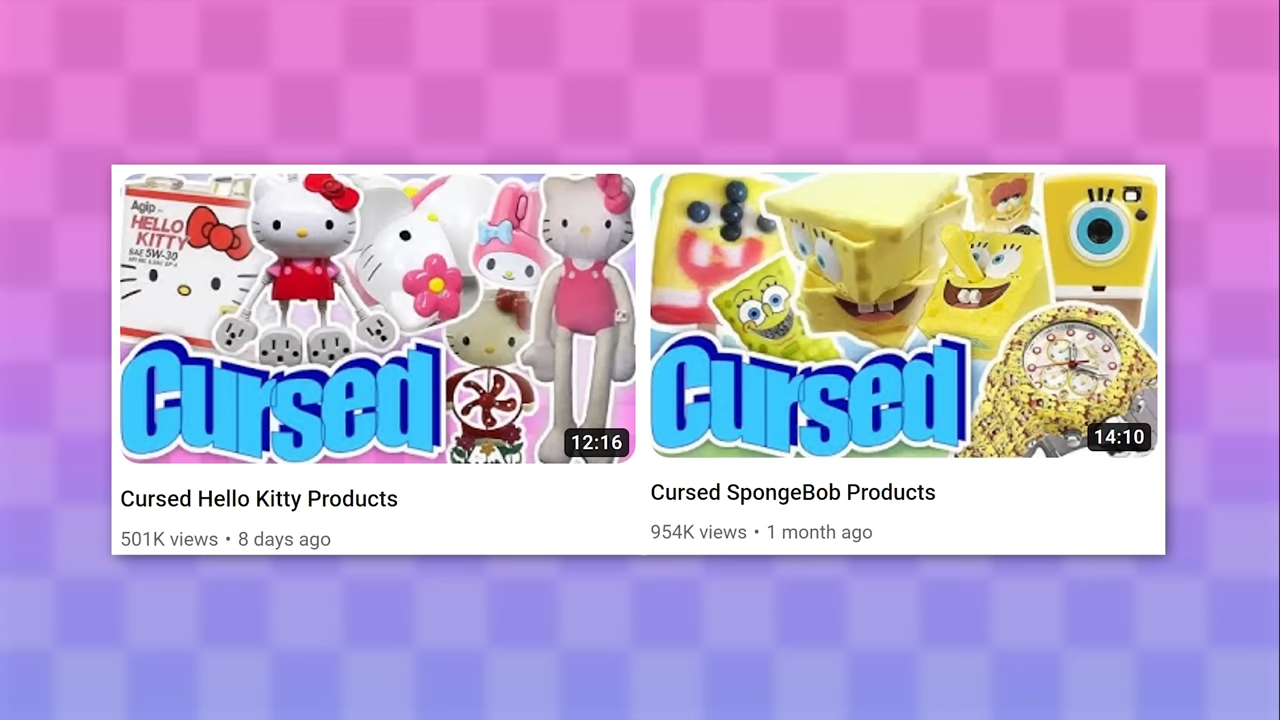 Agip
HELLO
KITTY
SAE 5W-30
Cursed
12:16
Cursed Hello Kitty Products
501K views • 8 days ago
Cursed
14:10
Cursed SpongeBob Products
954K views • 1 month ago